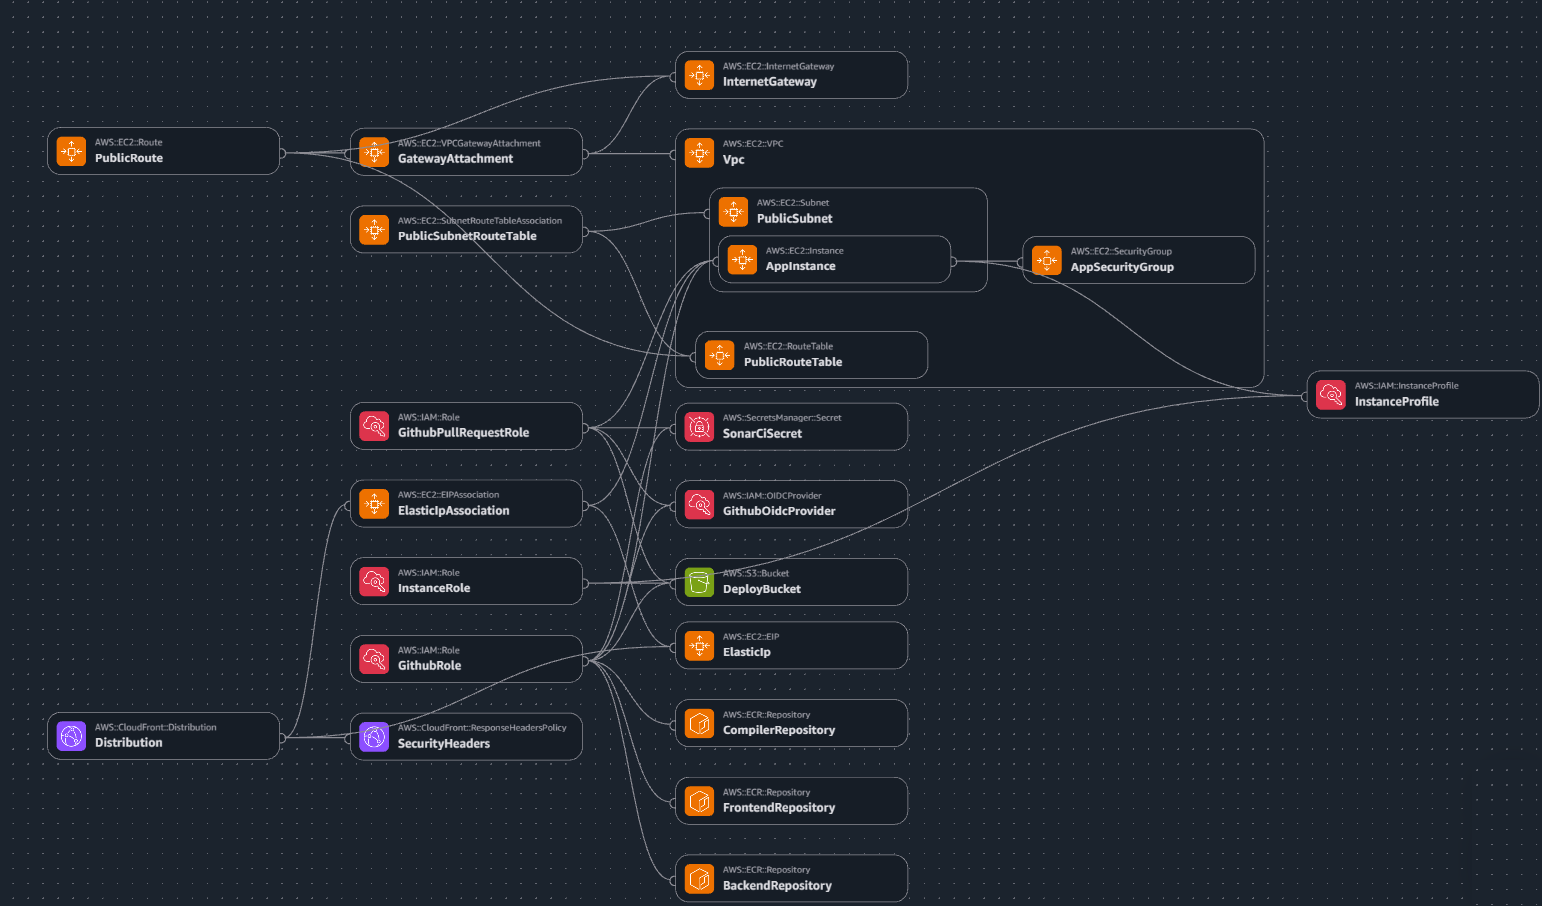 AWS::EC2::InternetGateway
InternetGateway
AWS::EC2::Route
PublicRoute
AWS::EC2::VPCGatewayAttachment
GatewayAttachment
AWS::EC2::VPC
Vpc
AWS::EC2::SubnetRouteTableAssociation
PublicSubnetRouteTable
AWS::EC2::Subnet
PublicSubnet
AWS::EC2::Instance
AppInstance
AWS::EC2::SecurityGroup
AppSecurityGroup
AWS::EC2::RouteTable
PublicRouteTable
AWS::IAM::InstanceProfile
InstanceProfile
AWS::IAM::Role
GithubPullRequestRole
AWS::SecretsManager::Secret
SonarCiSecret
AWS::EC2::EIPAssociation
ElasticIpAssociation
AWS::IAM::OIDCProvider
GithubOidcProvider
AWS::IAM::Role
InstanceRole
AWS::S3::Bucket
DeployBucket
AWS::IAM::Role
GithubRole
AWS::EC2::EIP
ElasticIp
AWS::CloudFront::Distribution
Distribution
AWS::CloudFront::ResponseHeadersPolicy
SecurityHeaders
AWS::ECR::Repository
CompilerRepository
AWS::ECR::Repository
FrontendRepository
AWS::ECR::Repository
BackendRepository